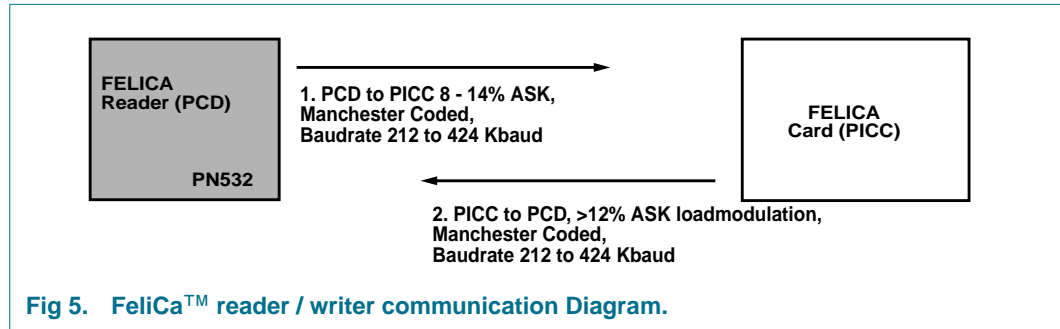 FELICA
Reader (PCD)
PN532
1. PCD to PICC 8 - 14% ASK,
Manchester Coded,
Baudrate 212 to 424 Kbaud
FELICA
Card (PICC)
2. PICC to PCD, >12% ASK loadmodulation,
Manchester Coded,
Baudrate 212 to 424 Kbaud
Fig 5. FeliCa™ reader / writer communication Diagram.